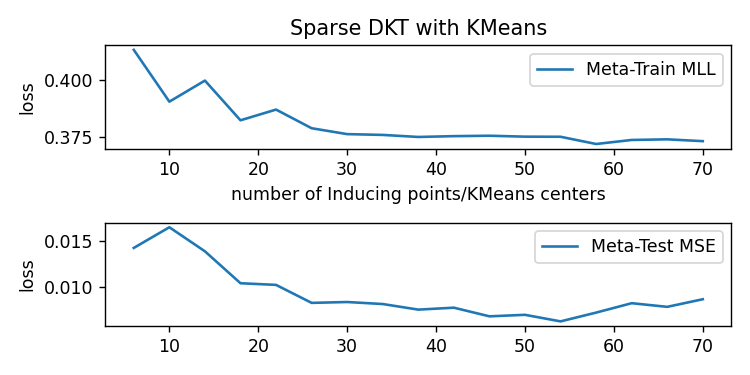 Sparse DKT with KMeans
Meta-Train MLL
0.400
0.375
loss
10 20 30 40 50 60 70
number of Inducing points/KMeans centers
Meta-Test MSE
0.015
0.010
loss
10 20 30 40 50 60 70